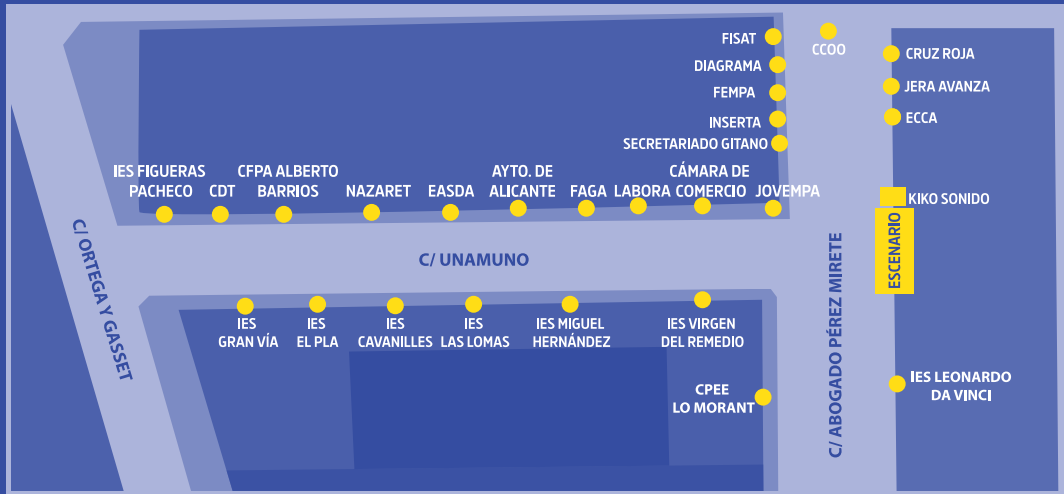 FISAT
DIAGRAMA
FEMPA
INSERTA
SECRETARIADO GITANO
CCOO
CRUZ ROJA
JERA AVANZA
ECCA
IES FIGUERAS
PACHECO
CDT
CFPA ALBERTO
BARRIOS
NAZARET
EASDA
AYTO. DE
ALICANTE
FAGA
LABORA
CÁMARA DE
COMERCIO
JOVEMPA
KIKO SONIDO
ESCENARIO
C/ ORTEGA Y GASSET
C/ UNAMUNO
C/ ABOGADO PÉREZ MIRETE
IES
GRAN VÍA
IES
EL PLA
IES
CAVANILLES
IES
LAS LOMAS
IES MIGUEL
HERNÁNDEZ
IES VIRGEN
DEL REMEDIO
CPEE
LO MORANT
IES LEONARDO
DA VINCI